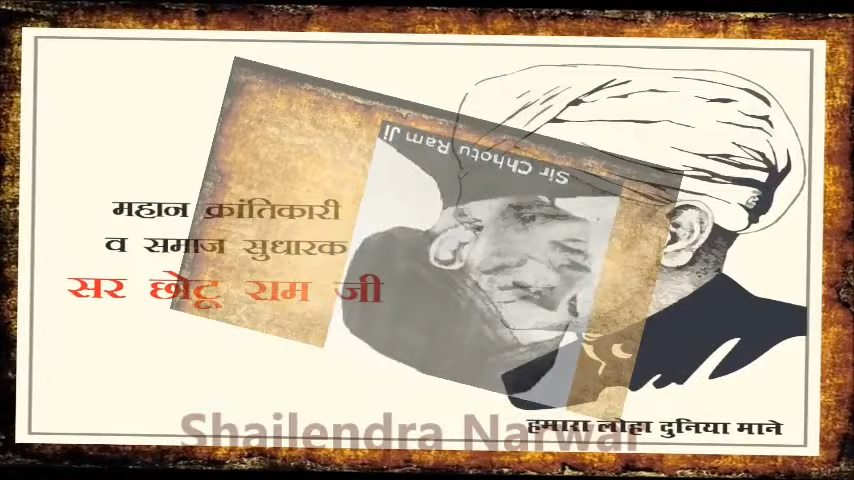 Sir Chhotu Ram Ji
महान क्रांतिकारी
व समाज सुधारक
सर छोटू राम जी
हमारा लोहा दुनिया माने
Shailendra Narwal